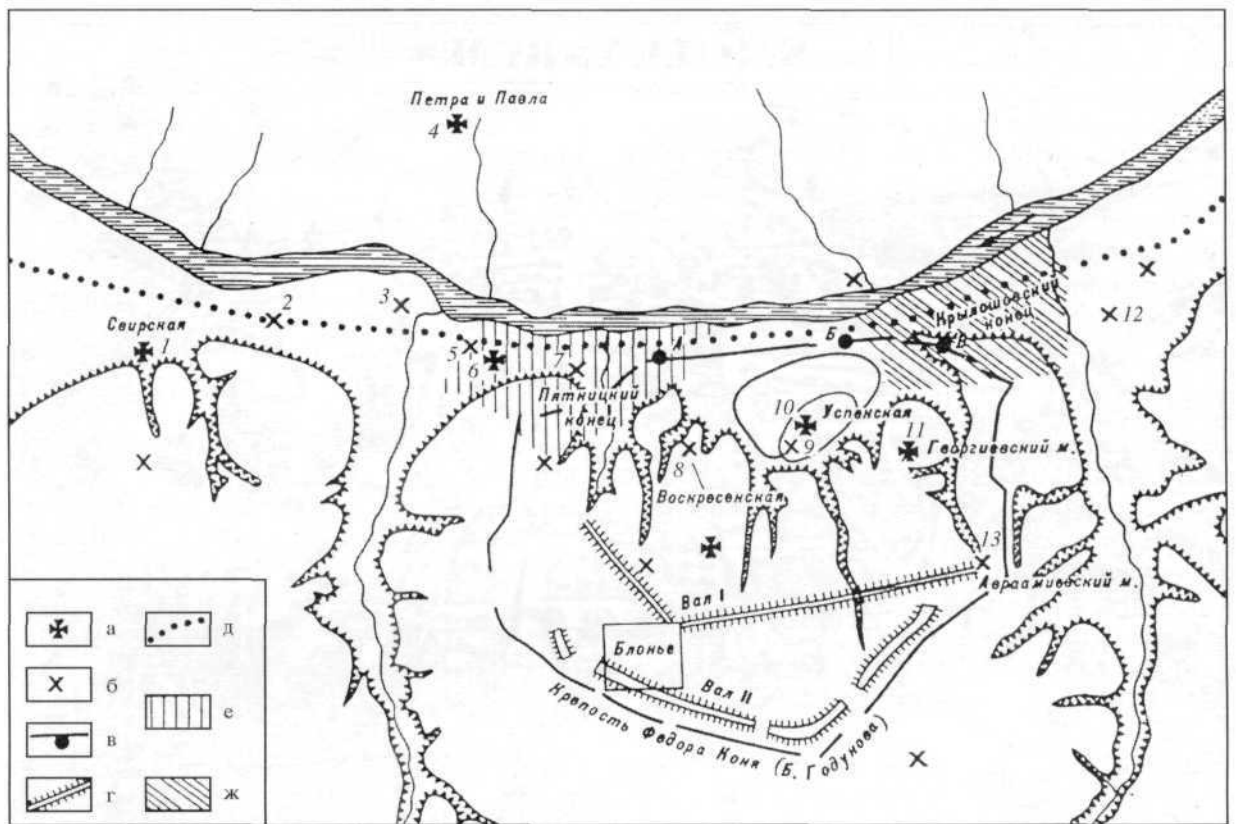 Петра и Павла
4
2
3
Свирская
1
5
6
7
А
Б
В
Крылошовский
конец
12
Пятницкий
конец
10
Успенская
9
11
Георгиевский м.
8
Воскресенская
13
Авраамиевский м.
Вал I
Блонье
Вал II
Крепость Федора Коня (Б. Годунова)
а
д
б
е
в
г
ж